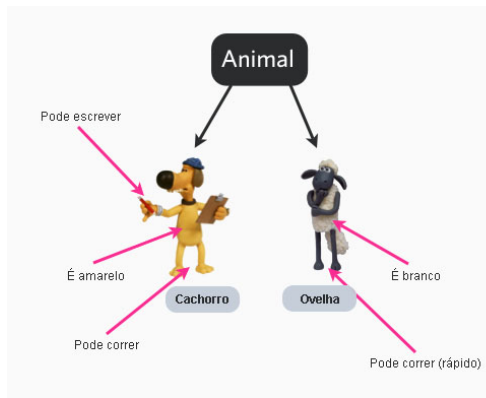 Animal
Pode escrever
É amarelo
É branco
Cachorro
Ovelha
Pode correr
Pode correr (rápido)